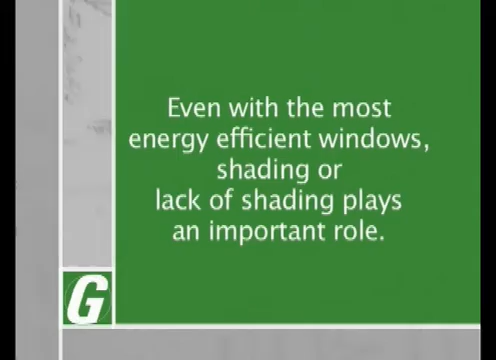 Even with the most
energy efficient windows,
shading or
lack of shading plays
an important role.
G